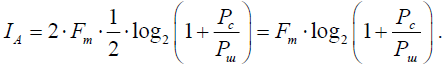 I_A = 2 · F_m · 1/2 · log_2 (1 + P_c/P_ш) = F_m · log_2 (1 + P_c/P_ш).